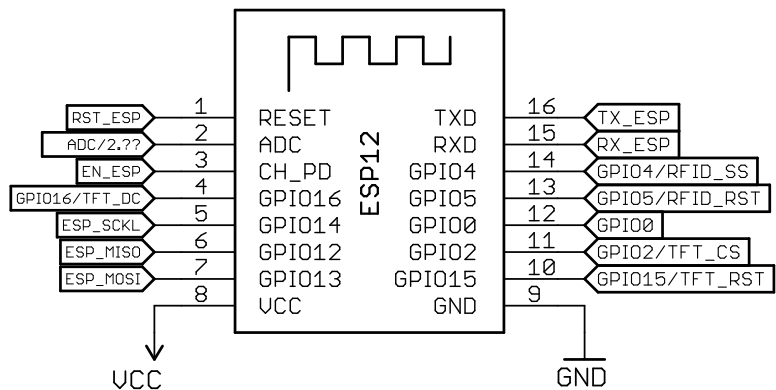 RST_ESP 1 RESET TXD 16 TX_ESP
ADC/2.?? 2 ADC RXD 15 RX_ESP
EN_ESP 3 CH_PD GPIO4 14 GPIO4/RFID_SS
GPIO16/TFT_DC 4 GPIO16 GPIO5 13 GPIO5/RFID_RST
ESP_SCKL 5 GPIO14 GPIO0 12 GPIO0
ESP_MISO 6 GPIO12 GPIO2 11 GPIO2/TFT_CS
ESP_MOSI 7 GPIO13 GPIO15 10 GPIO15/TFT_RST
8 VCC GND 9
ESP12
VCC GND